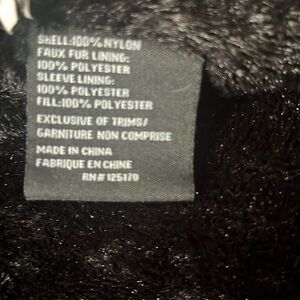 SHELL:100% NYLON
FAUX FUR LINING:
100% POLYESTER
SLEEVE LINING:
100% POLYESTER
FILL:100% POLYESTER
EXCLUSIVE OF TRIMS/
GARNITURE NON COMPRISE
MADE IN CHINA
FABRIQUE EN CHINE
RN# 125170